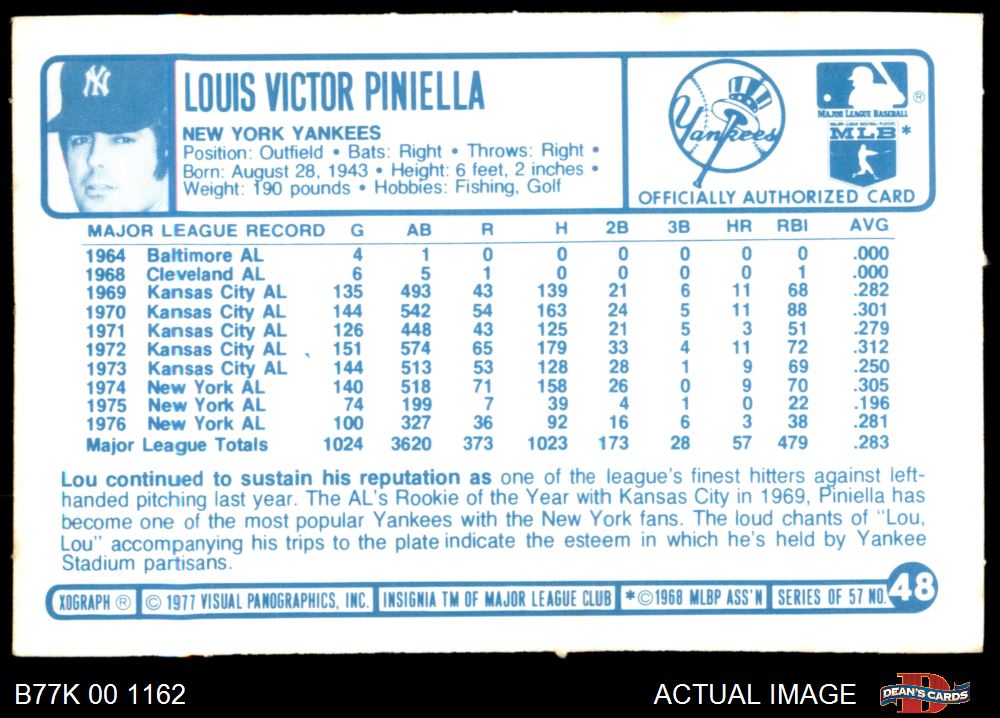 NY
LOUIS VICTOR PINIELLA
NEW YORK YANKEES
Position: Outfield • Bats: Right • Throws: Right •
Born: August 28, 1943 • Height: 6 feet, 2 inches •
Weight: 190 pounds • Hobbies: Fishing, Golf
Yankees
®
MAJOR LEAGUE BASEBALL
MAJOR LEAGUE BASEBALL PLAYERS
MLB *
OFFICIALLY AUTHORIZED CARD
MAJOR LEAGUE RECORD G AB R H 2B 3B HR RBI AVG
1964 Baltimore AL 4 1 0 0 0 0 0 0 .000
1968 Cleveland AL 6 5 1 0 0 0 0 1 .000
1969 Kansas City AL 135 493 43 139 21 6 11 68 .282
1970 Kansas City AL 144 542 54 163 24 5 11 88 .301
1971 Kansas City AL 126 448 43 125 21 5 3 51 .279
1972 Kansas City AL 151 574 65 179 33 4 11 72 .312
1973 Kansas City AL 144 513 53 128 28 1 9 69 .250
1974 New York AL 140 518 71 158 26 0 9 70 .305
1975 New York AL 74 199 7 39 4 1 0 22 .196
1976 New York AL 100 327 36 92 16 6 3 38 .281
Major League Totals 1024 3620 373 1023 173 28 57 479 .283
Lou continued to sustain his reputation as one of the league's finest hitters against left-
handed pitching last year. The AL's Rookie of the Year with Kansas City in 1969, Piniella has
become one of the most popular Yankees with the New York fans. The loud chants of "Lou,
Lou" accompanying his trips to the plate indicate the esteem in which he's held by Yankee
Stadium partisans.
XOGRAPH ® © 1977 VISUAL PANOGRAPHICS, INC. INSIGNIA TM OF MAJOR LEAGUE CLUB *©1968 MLBP ASS'N SERIES OF 57 NO. 48
B77K 00 1162
ACTUAL IMAGE
DEAN'S CARDS